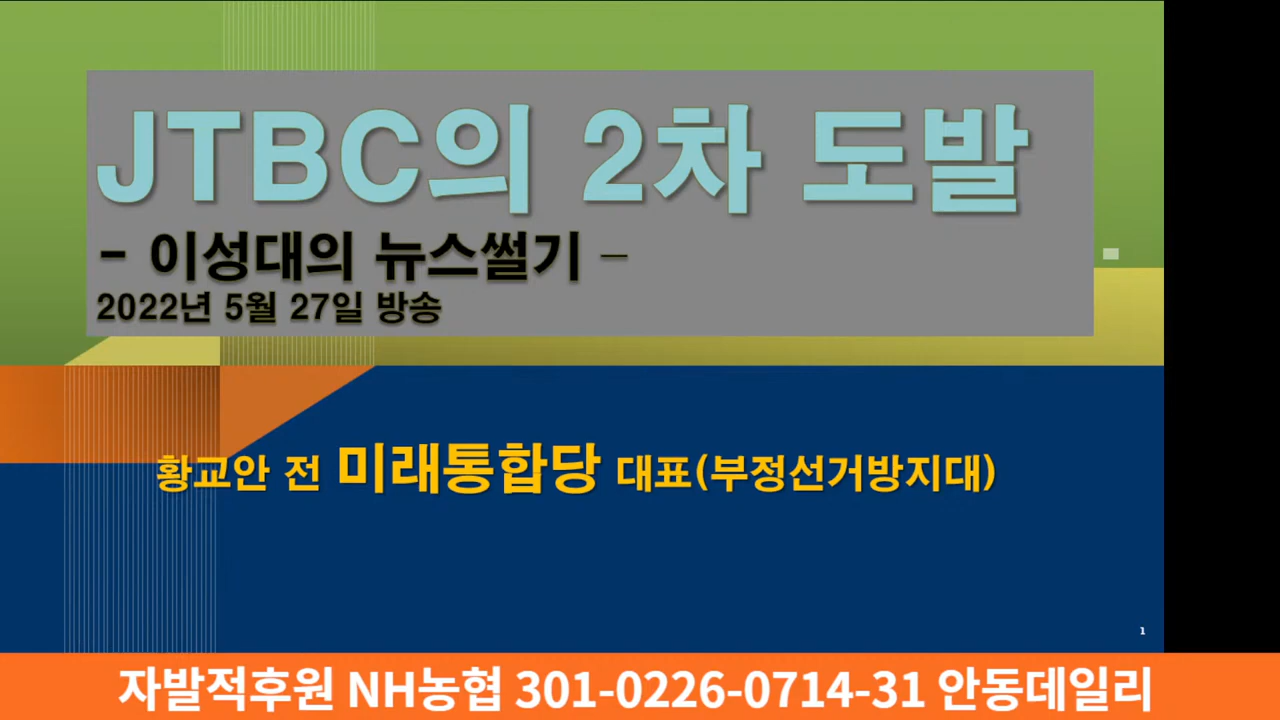 JTBC의 2차 도발
- 이성대의 뉴스썰기 –
2022년 5월 27일 방송
황교안 전 미래통합당 대표(부정선거방지대)
1
자발적후원 NH농협 301-0226-0714-31 안동데일리